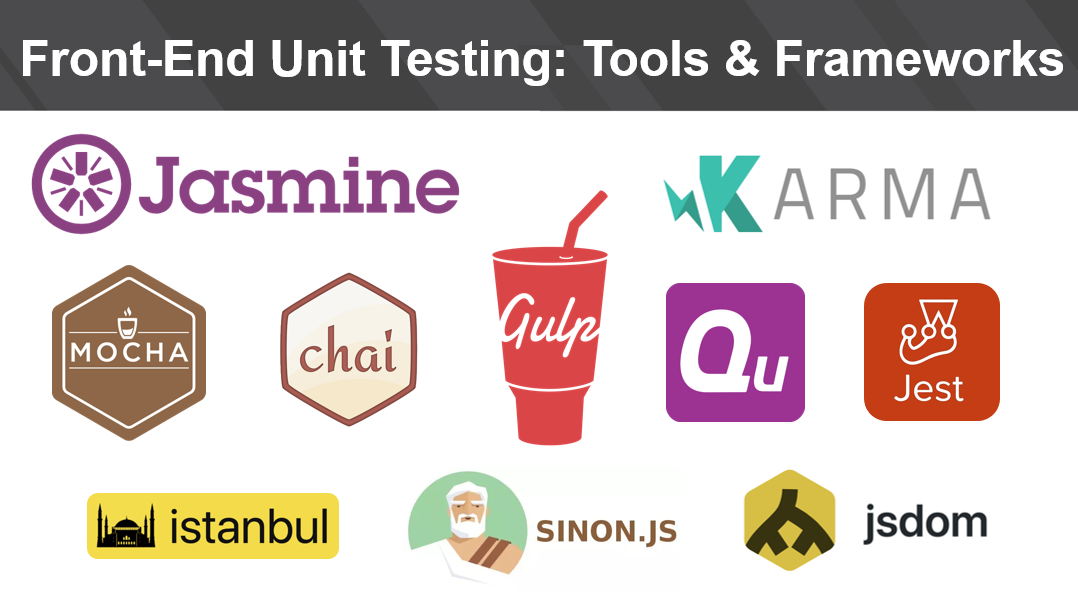 Front-End Unit Testing: Tools & Frameworks
Jasmine
KARMA
MOCHA
chai
Gulp
Qu
Jest
istanbul
SINON.JS
jsdom